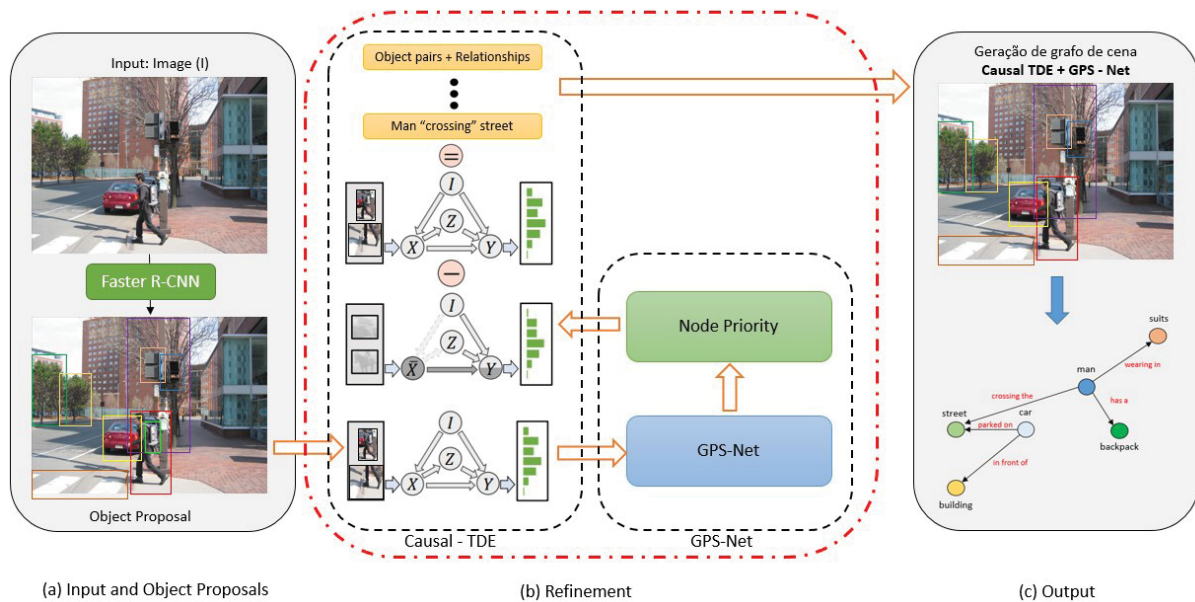 Input: Image (I)
Faster R-CNN
Object Proposal
(a) Input and Object Proposals
Object pairs + Relationships
Man “crossing” street
=
I
Z
X
Y
−
I
Z
X̅
Y
I
Z
X
Y
Causal - TDE
Node Priority
GPS-Net
GPS-Net
(b) Refinement
Geração de grafo de cena
Causal TDE + GPS - Net
suits
wearing in
man
crossing the
has a
street
car
parked on
backpack
in front of
building
(c) Output